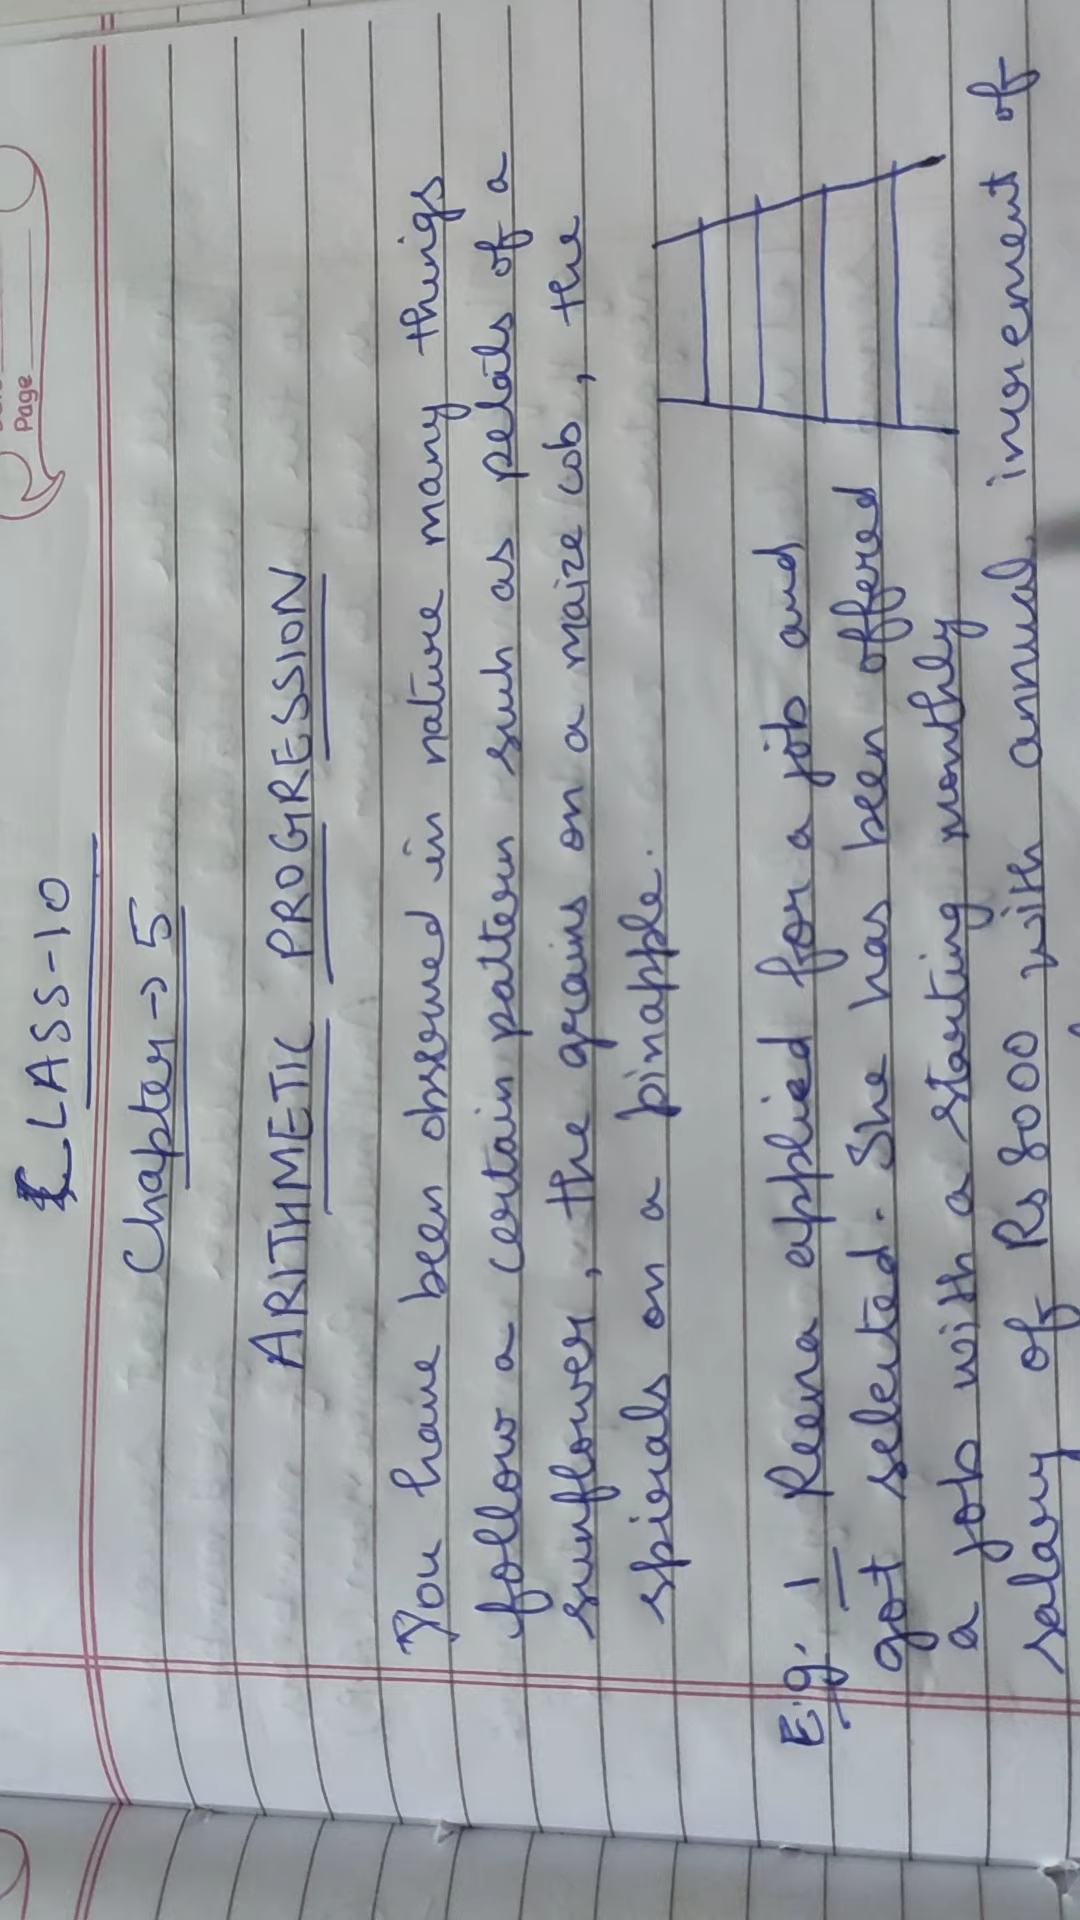 Page
CLASS-10
Chapter → 5
ARITHMETIC PROGRESSION
You have been observed in nature many things
follow a certain pattern such as petals of a
sunflower, the grains on a maize cob, the
spirals on a pinapple.
E.g. 1 Reena applied for a job and
got selected. She has been offered
a job with a starting monthly
salary of Rs 8000 with annual increment of